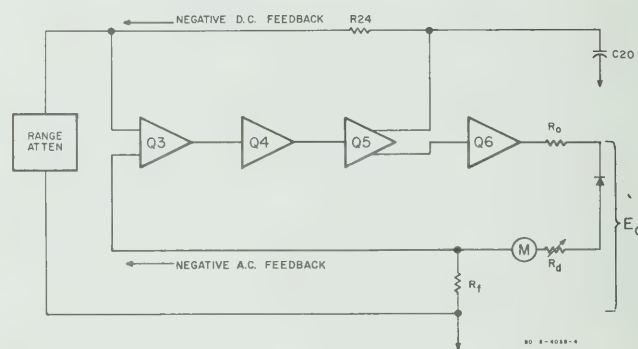 NEGATIVE D.C. FEEDBACK
R24
C20
RANGE
ATTEN
Q3
Q4
Q5
Q6
Ro
E
M
Rd
NEGATIVE A.C. FEEDBACK
Rf